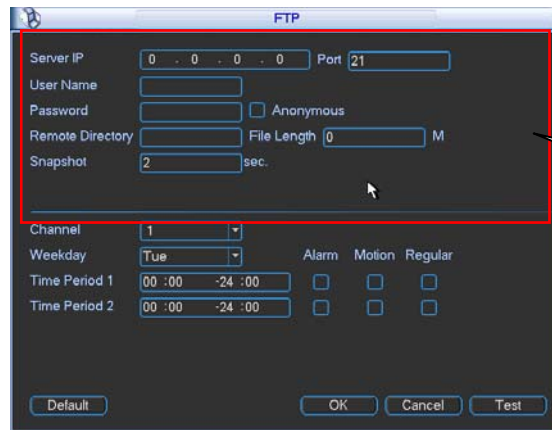 FTP
Server IP 0 . 0 . 0 . 0 Port 21
User Name
Password Anonymous
Remote Directory File Length 0 M
Snapshot 2 sec.
Channel 1
Weekday Tue Alarm Motion Regular
Time Period 1 00 :00 -24 :00
Time Period 2 00 :00 -24 :00
Default OK Cancel Test